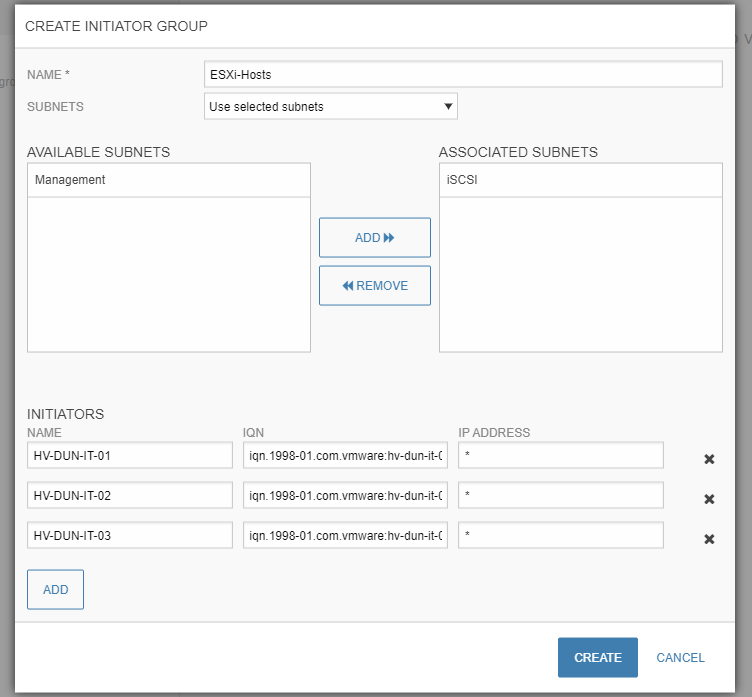 CREATE INITIATOR GROUP
NAME * ESXi-Hosts
SUBNETS Use selected subnets
AVAILABLE SUBNETS ASSOCIATED SUBNETS
Management iSCSI
ADD
REMOVE
INITIATORS
NAME IQN IP ADDRESS
HV-DUN-IT-01 iqn.1998-01.com.vmware:hv-dun-it-0 *
HV-DUN-IT-02 iqn.1998-01.com.vmware:hv-dun-it-0 *
HV-DUN-IT-03 iqn.1998-01.com.vmware:hv-dun-it-0 *
ADD
CREATE CANCEL